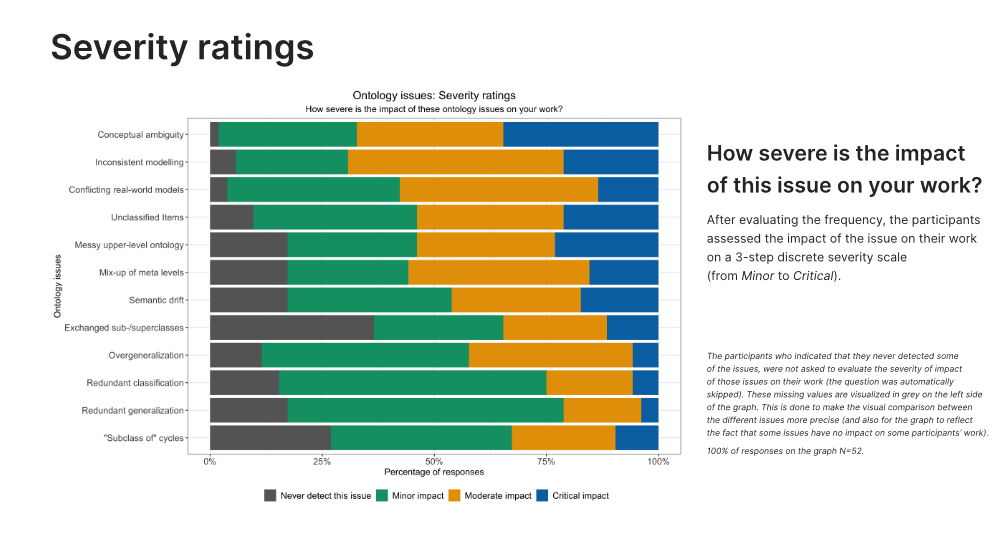 Severity ratings
Ontology issues: Severity ratings
How severe is the impact of these ontology issues on your work?
Ontology issues
Conceptual ambiguity
Inconsistent modelling
Conflicting real-world models
Unclassified Items
Messy upper-level ontology
Mix-up of meta levels
Semantic drift
Exchanged sub-/superclasses
Overgeneralization
Redundant classification
Redundant generalization
"Subclass of" cycles
0% 25% 50% 75% 100%
Percentage of responses
Never detect this issue Minor impact Moderate impact Critical impact
How severe is the impact
of this issue on your work?
After evaluating the frequency, the participants
assessed the impact of the issue on their work
on a 3-step discrete severity scale
(from Minor to Critical).
The participants who indicated that they never detected some
of the issues, were not asked to evaluate the severity of impact
of those issues on their work (the question was automatically
skipped). These missing values are visualized in grey on the left side
of the graph. This is done to make the visual comparison between
the different issues more precise (and also for the graph to reflect
the fact that some issues have no impact on some participants' work).
100% of responses on the graph N=52.